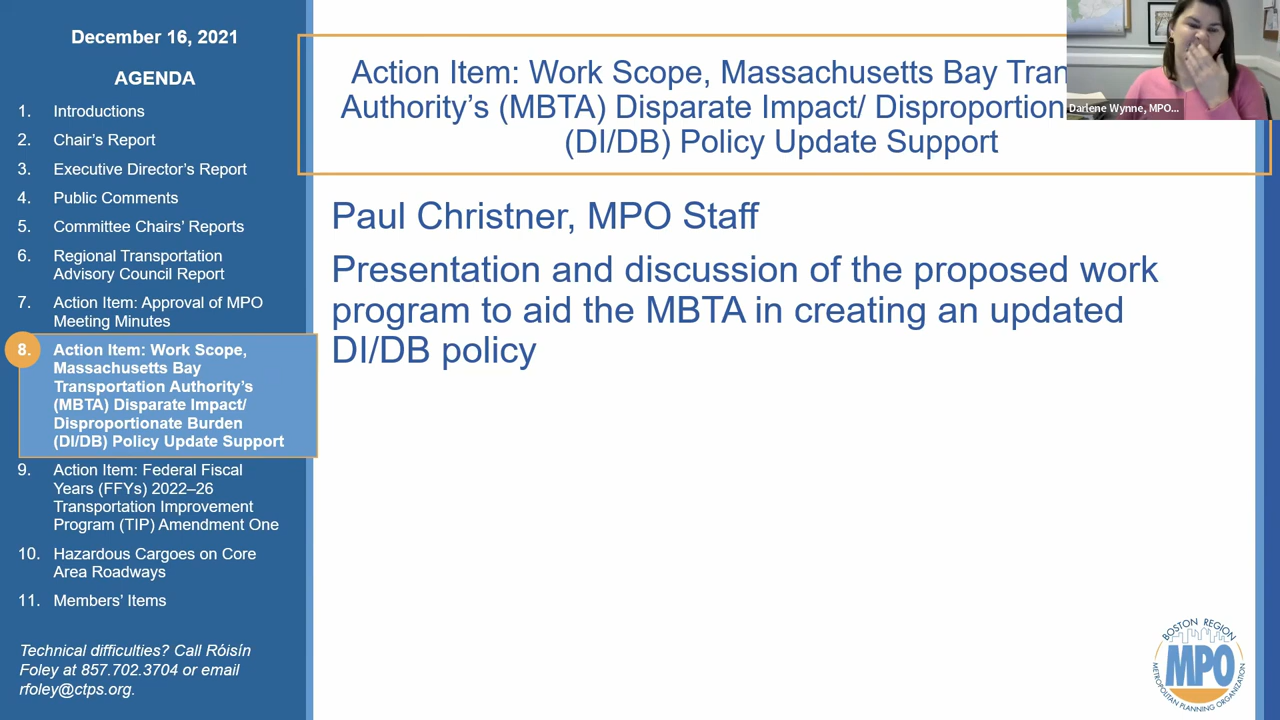 December 16, 2021
AGENDA
1. Introductions
2. Chair's Report
3. Executive Director's Report
4. Public Comments
5. Committee Chairs' Reports
6. Regional Transportation
Advisory Council Report
7. Action Item: Approval of MPO
Meeting Minutes
8. Action Item: Work Scope,
Massachusetts Bay
Transportation Authority's
(MBTA) Disparate Impact/
Disproportionate Burden
(DI/DB) Policy Update Support
9. Action Item: Federal Fiscal
Years (FFYs) 2022–26
Transportation Improvement
Program (TIP) Amendment One
10. Hazardous Cargoes on Core
Area Roadways
11. Members' Items
Technical difficulties? Call Róisín
Foley at 857.702.3704 or email
rfoley@ctps.org.
Action Item: Work Scope, Massachusetts Bay Tran
Authority's (MBTA) Disparate Impact/ Disproportion
(DI/DB) Policy Update Support
Paul Christner, MPO Staff
Presentation and discussion of the proposed work
program to aid the MBTA in creating an updated
DI/DB policy
Darlene Wynne, MPO...
BOSTON REGION
MPO
METROPOLITAN PLANNING ORGANIZATION